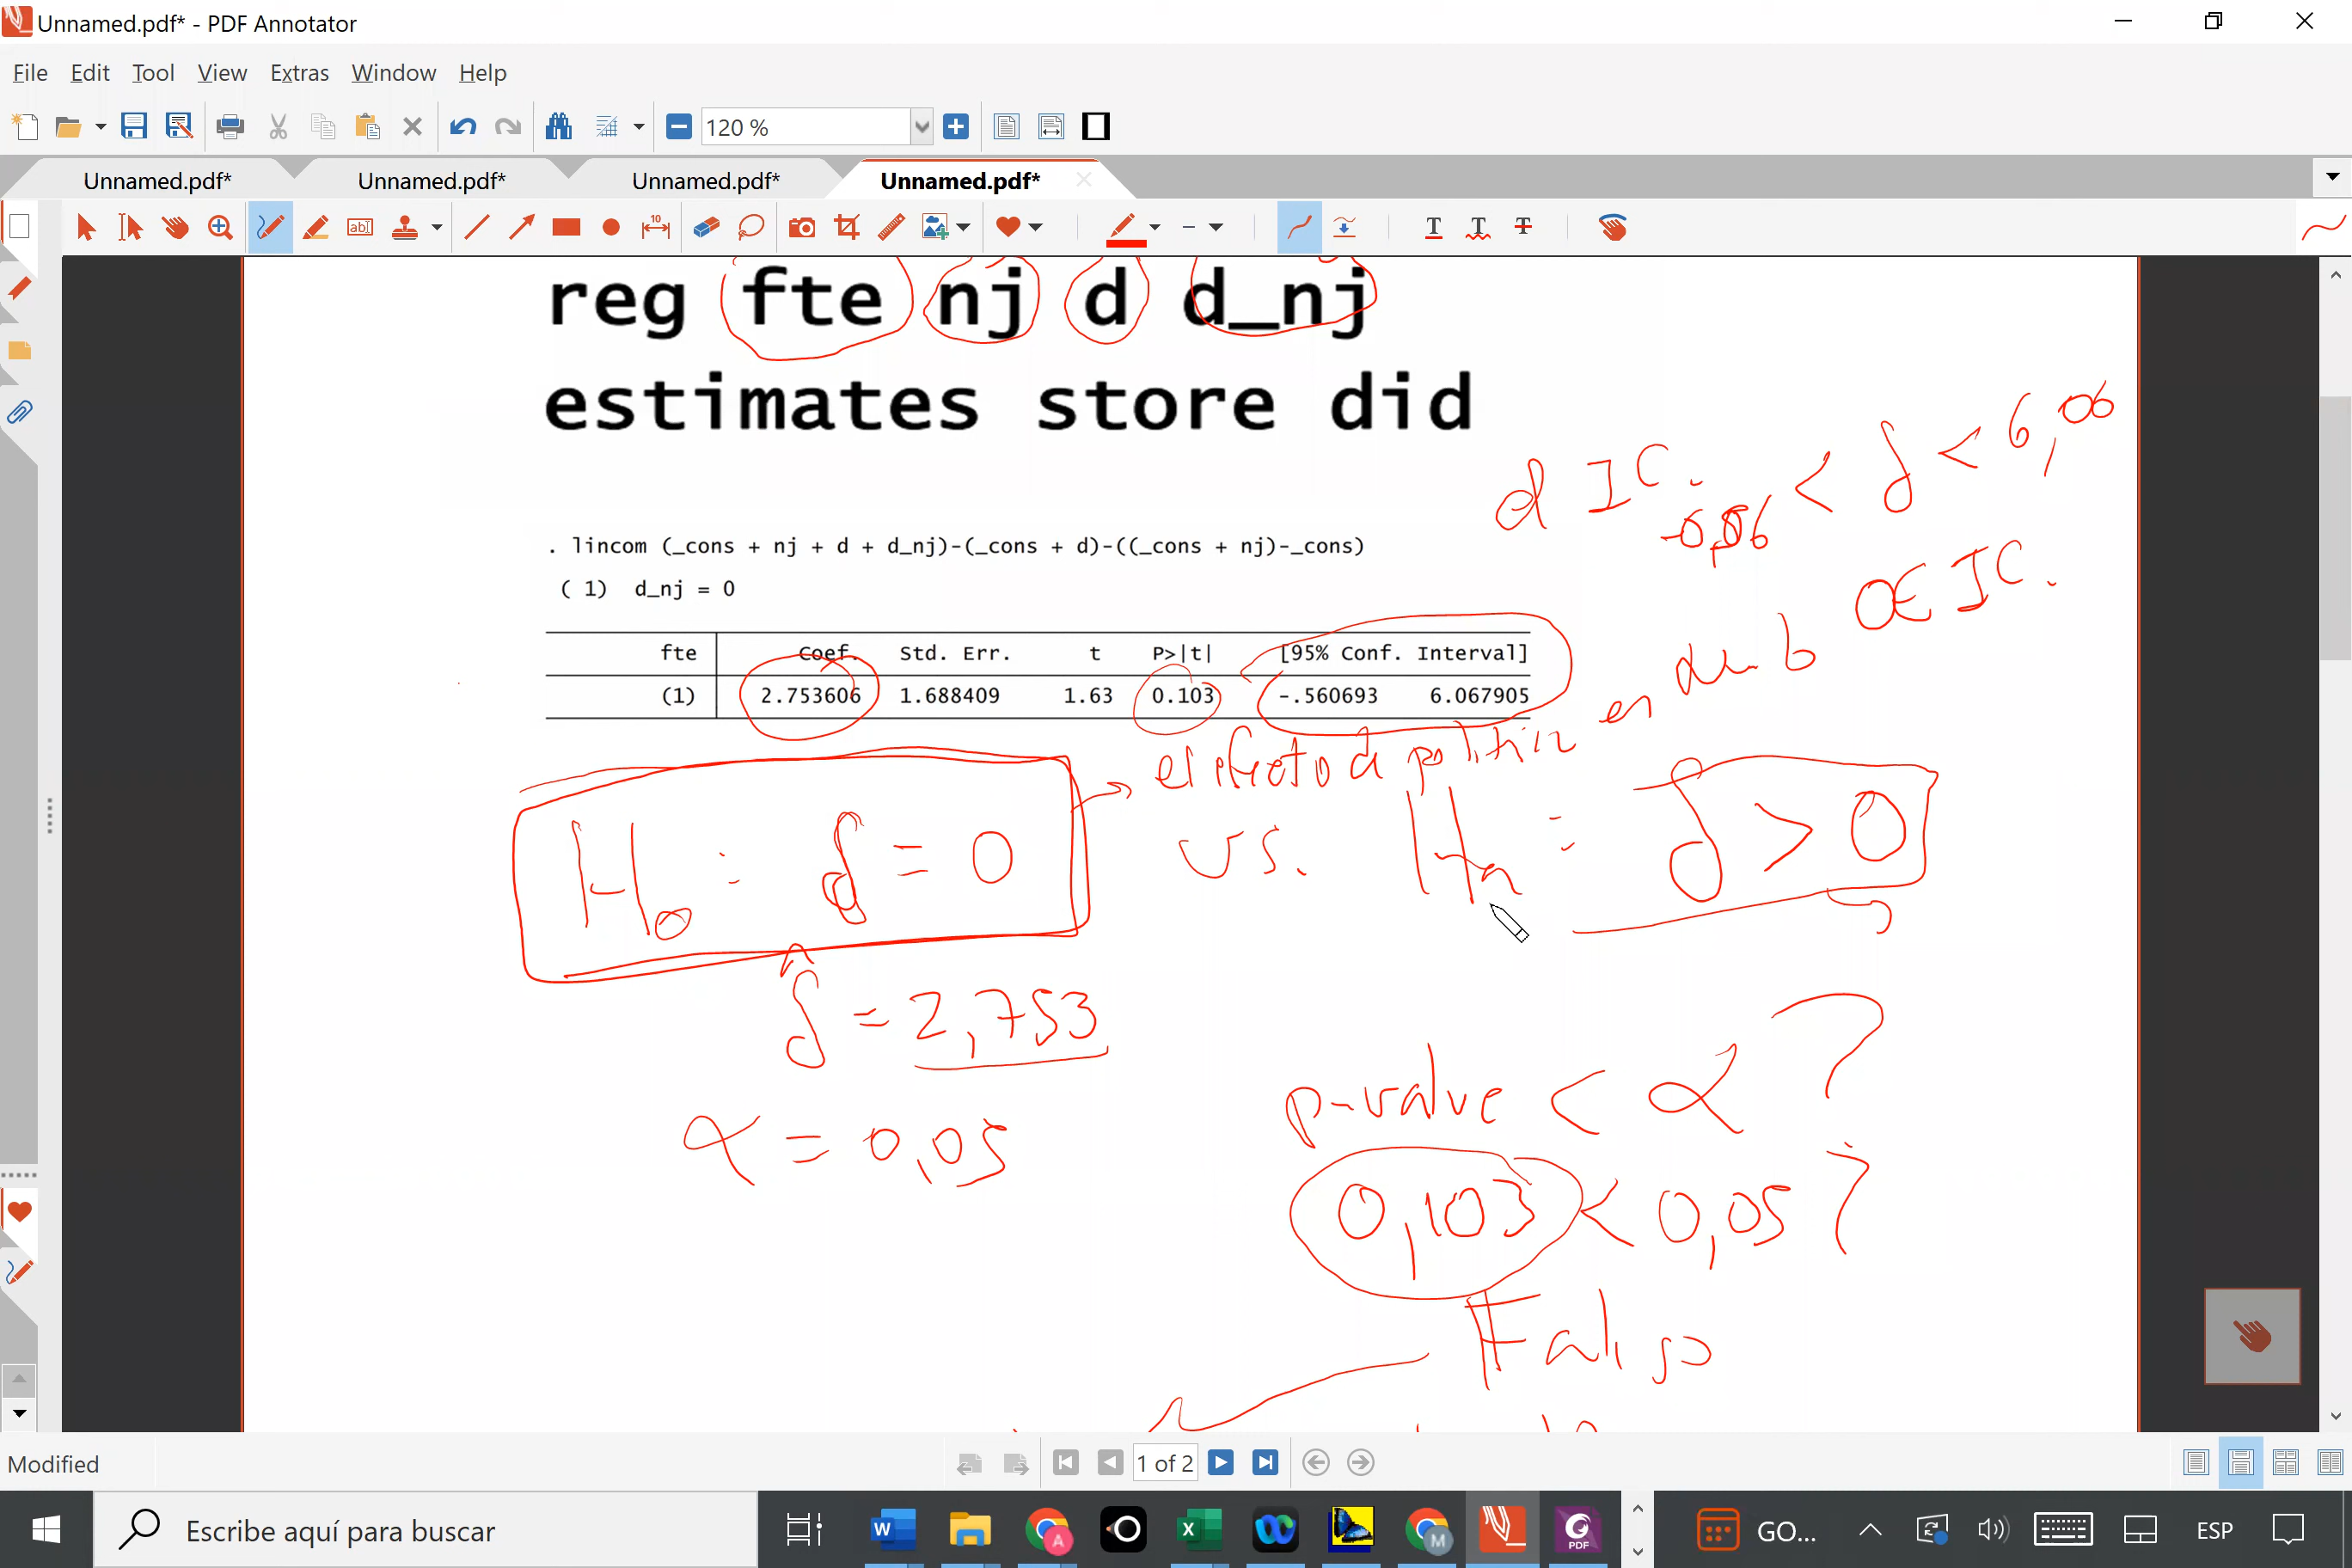 Unnamed.pdf* - PDF Annotator
File Edit Tool View Extras Window Help
120 %
Unnamed.pdf* Unnamed.pdf* Unnamed.pdf* Unnamed.pdf*
reg fte nj d d_nj
estimates store did
d IC. -0,56 < δ < 6,06
0 ∈ IC.
. lincom (_cons + nj + d + d_nj)-(_cons + d)-((_cons + nj)-_cons)
( 1) d_nj = 0
fte Coef. Std. Err. t P>|t| [95% Conf. Interval]
(1) 2.753606 1.688409 1.63 0.103 -.560693 6.067905
el efecto d politiz en
H0 : δ = 0 vs. Ha : δ > 0
δ̂ = 2,753
α = 0,05
p-value < α ?
0,103 < 0,05 ?
Falso
Modified
1 of 2
Escribe aquí para buscar
GO...
ESP